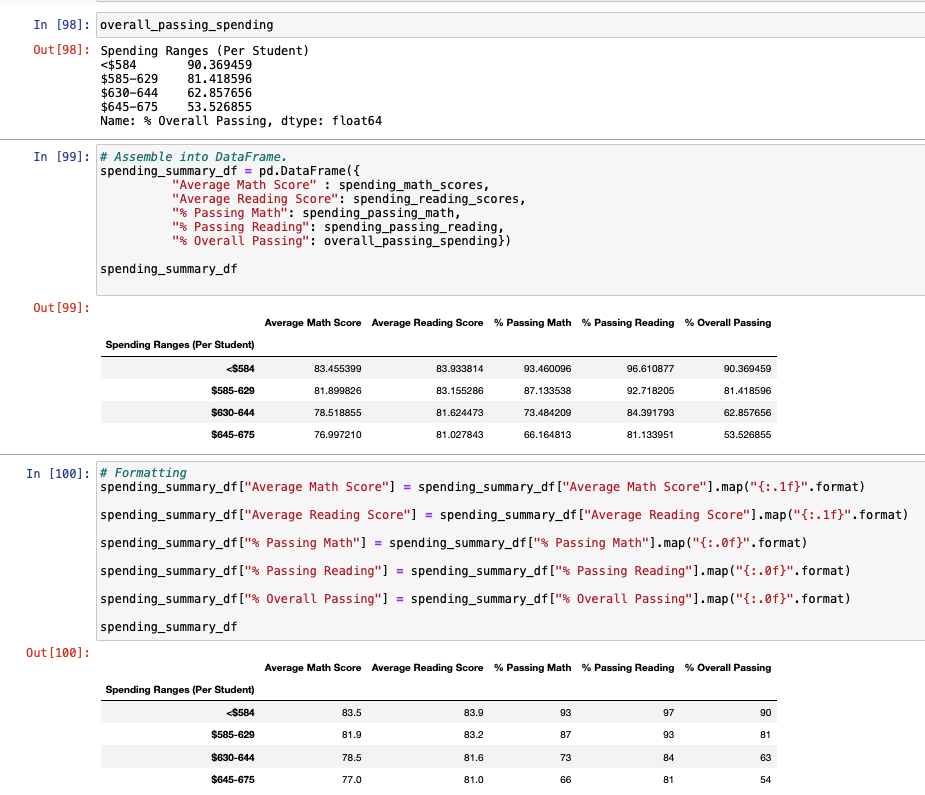 In [98]: overall_passing_spending
Out[98]: Spending Ranges (Per Student)
<$584       90.369459
$585-629    81.418596
$630-644    62.857656
$645-675    53.526855
Name: % Overall Passing, dtype: float64
In [99]: # Assemble into DataFrame.
spending_summary_df = pd.DataFrame({
          "Average Math Score" : spending_math_scores,
          "Average Reading Score": spending_reading_scores,
          "% Passing Math": spending_passing_math,
          "% Passing Reading": spending_passing_reading,
          "% Overall Passing": overall_passing_spending})
spending_summary_df
Out[99]:
Average Math Score Average Reading Score % Passing Math % Passing Reading % Overall Passing
Spending Ranges (Per Student)
<$584 83.455399 83.933814 93.460096 96.610877 90.369459
$585-629 81.899826 83.155286 87.133538 92.718205 81.418596
$630-644 78.518855 81.624473 73.484209 84.391793 62.857656
$645-675 76.997210 81.027843 66.164813 81.133951 53.526855
In [100]: # Formatting
spending_summary_df["Average Math Score"] = spending_summary_df["Average Math Score"].map("{:.1f}".format)
spending_summary_df["Average Reading Score"] = spending_summary_df["Average Reading Score"].map("{:.1f}".format)
spending_summary_df["% Passing Math"] = spending_summary_df["% Passing Math"].map("{:.0f}".format)
spending_summary_df["% Passing Reading"] = spending_summary_df["% Passing Reading"].map("{:.0f}".format)
spending_summary_df["% Overall Passing"] = spending_summary_df["% Overall Passing"].map("{:.0f}".format)
spending_summary_df
Out[100]:
Average Math Score Average Reading Score % Passing Math % Passing Reading % Overall Passing
Spending Ranges (Per Student)
<$584 83.5 83.9 93 97 90
$585-629 81.9 83.2 87 93 81
$630-644 78.5 81.6 73 84 63
$645-675 77.0 81.0 66 81 54